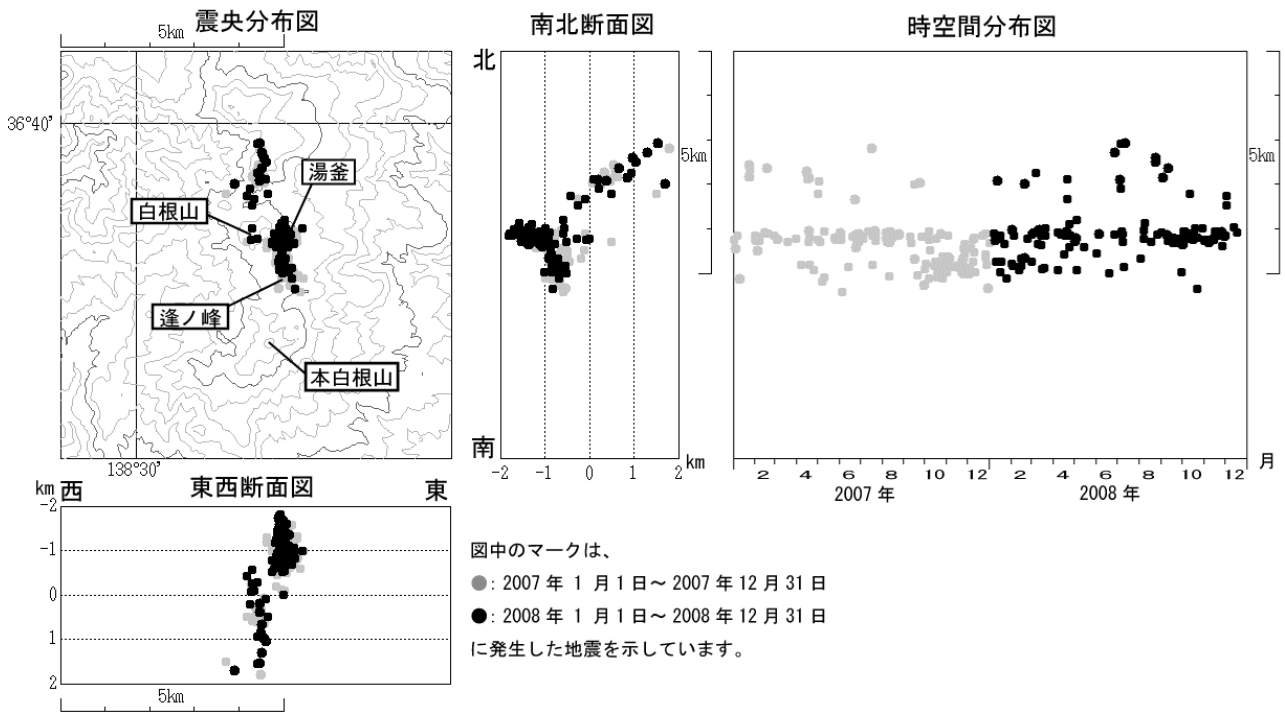 震央分布図
5km
36°40'
湯釜
白根山
逢ノ峰
本白根山
138°30'
南北断面図
北
南
5km
-2 -1 0 1 2 km
時空間分布図
5km
2 4 6 8 10 12 2 4 6 8 10 12 月
2007 年 2008 年
東西断面図
km 西 東
-2
-1
0
1
2
5km
図中のマークは、
●: 2007 年 1 月 1 日～ 2007 年 12 月 31 日
●: 2008 年 1 月 1 日～ 2008 年 12 月 31 日
に発生した地震を示しています。